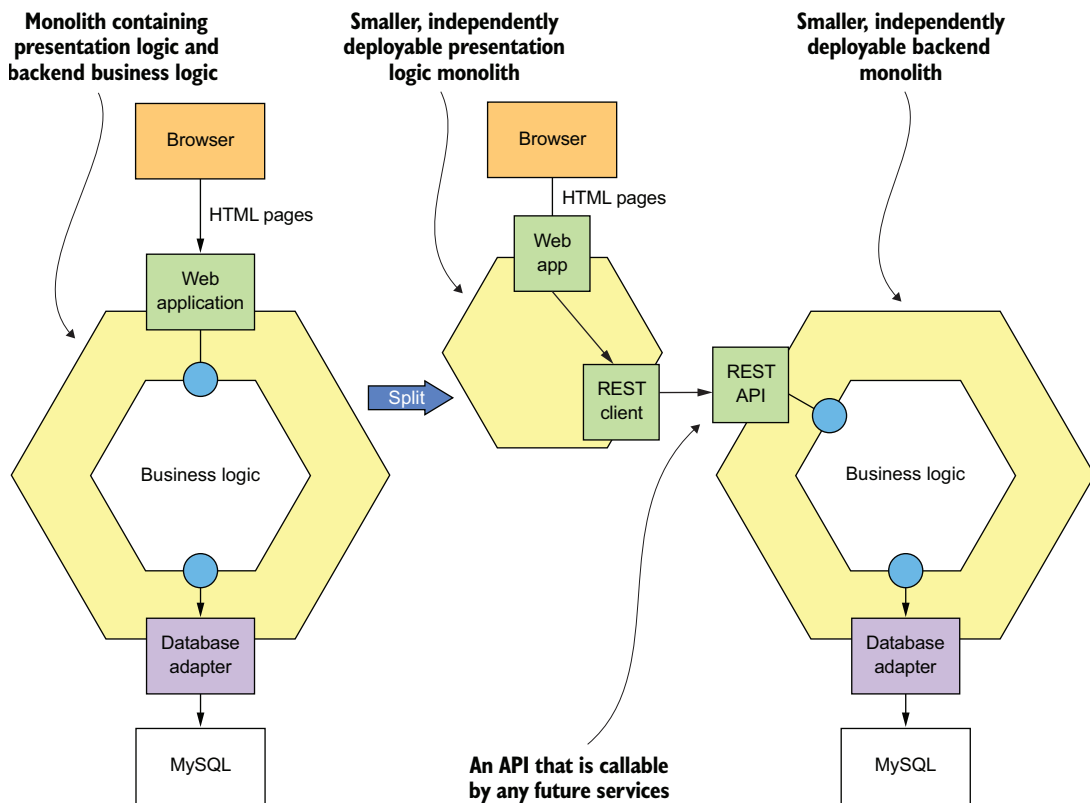 Monolith containing
presentation logic and
backend business logic
Smaller, independently
deployable presentation
logic monolith
Smaller, independently
deployable backend
monolith
Browser
HTML pages
Web
application
Business logic
Database
adapter
MySQL
Split
Browser
HTML pages
Web
app
REST
client
REST
API
Business logic
Database
adapter
MySQL
An API that is callable
by any future services